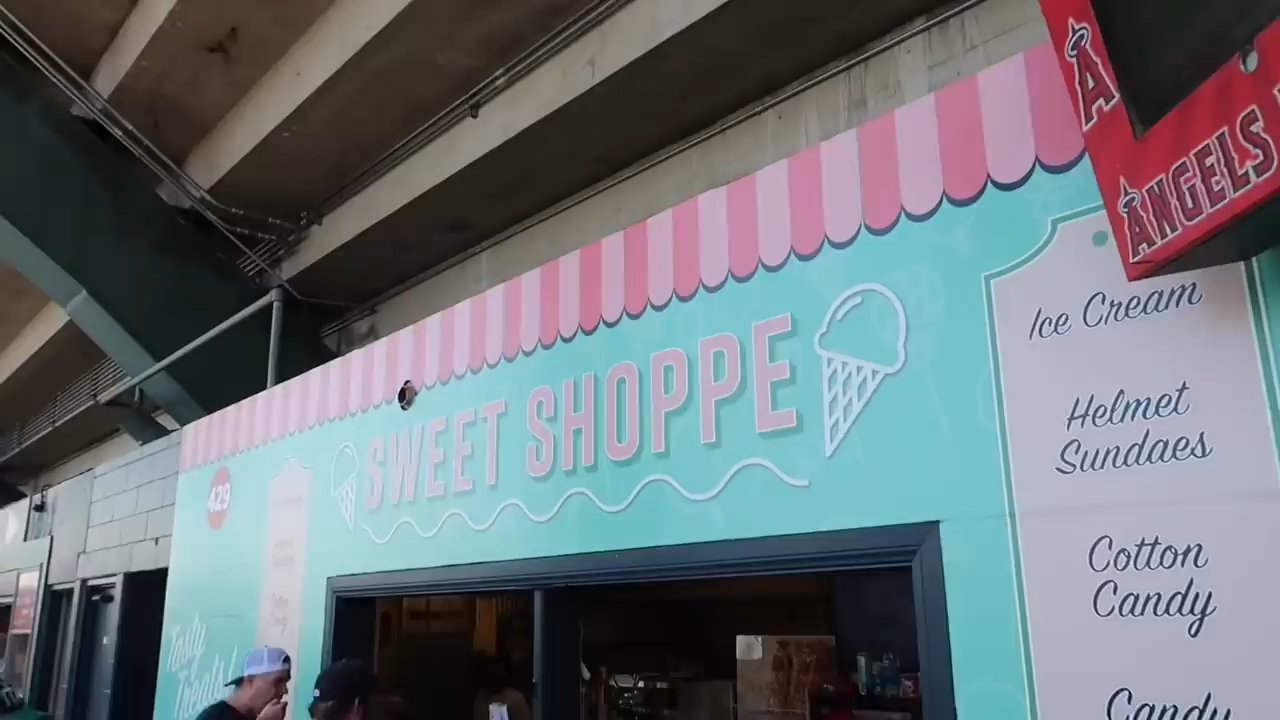 ANGELS
SWEET SHOPPE
429
Tasty
Treats!
Ice Cream
Helmet
Sundaes
Cotton
Candy
Candy